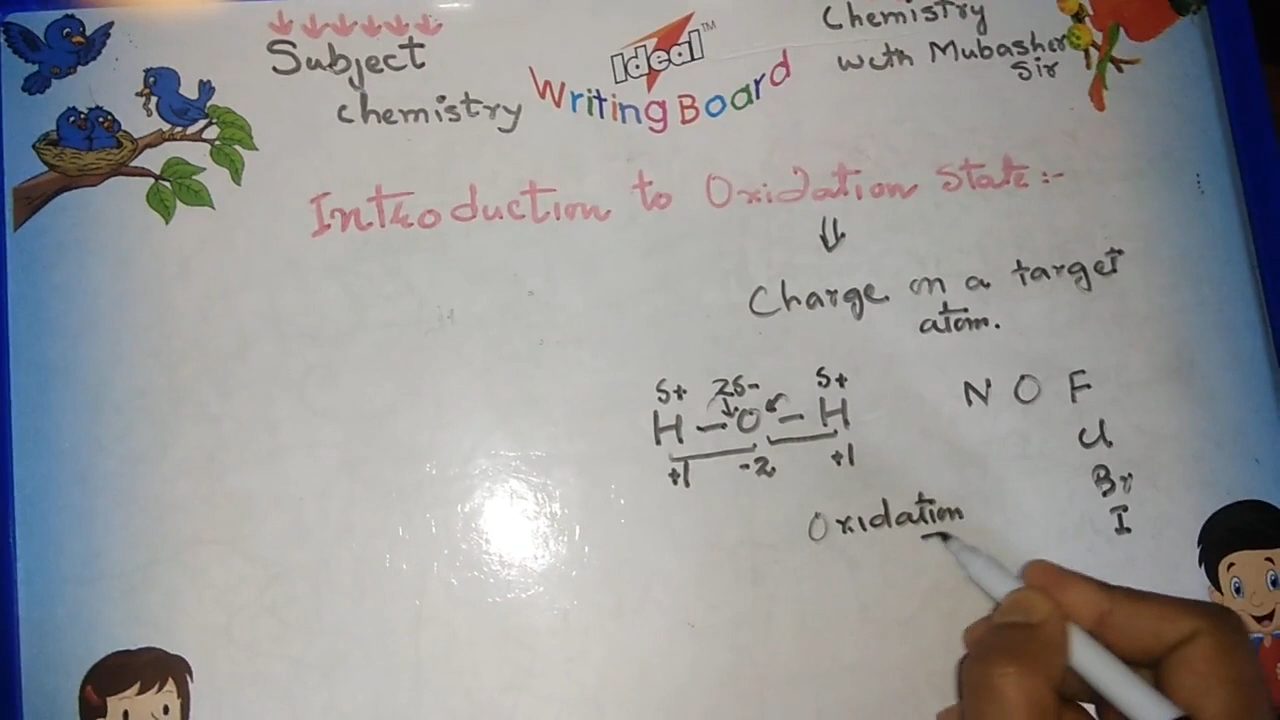 Subject
chemistry
Ideal™
Writing Board
Chemistry
with Mubasher
Sir
Introduction to Oxidation State:-
⇓
Charge on a target
atom.
δ+ 2δ- δ+
H - O - H
+1 -2 +1
N O F
Cl
Br
I
Oxidation